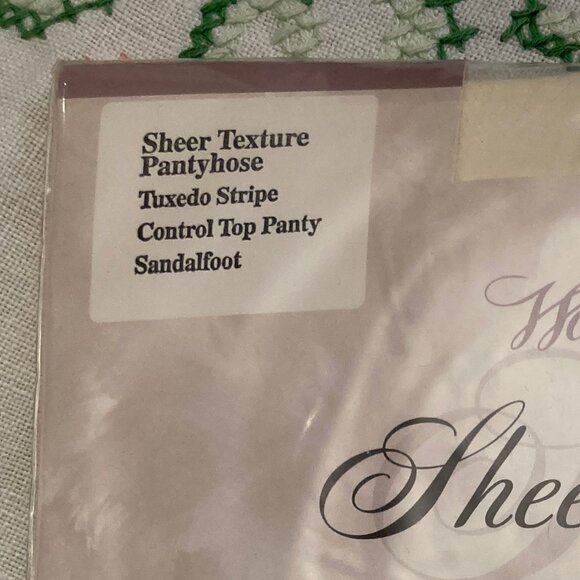 Sheer Texture
Pantyhose
Tuxedo Stripe
Control Top Panty
Sandalfoot